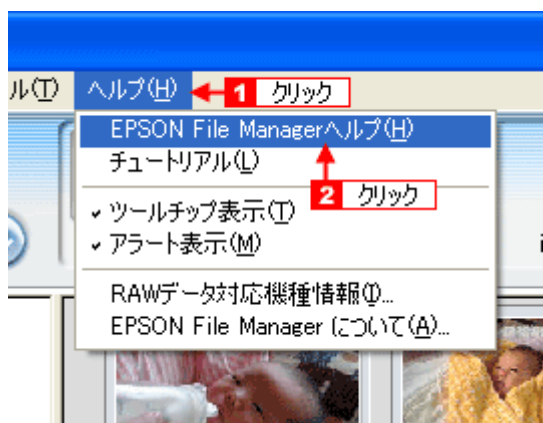 ル(T) ヘルプ(H) 1 クリック
EPSON File Managerヘルプ(H)
チュートリアル(L)
2 クリック
ツールチップ表示(T)
アラート表示(M)
RAWデータ対応機種情報(I)...
EPSON File Manager について(A)...